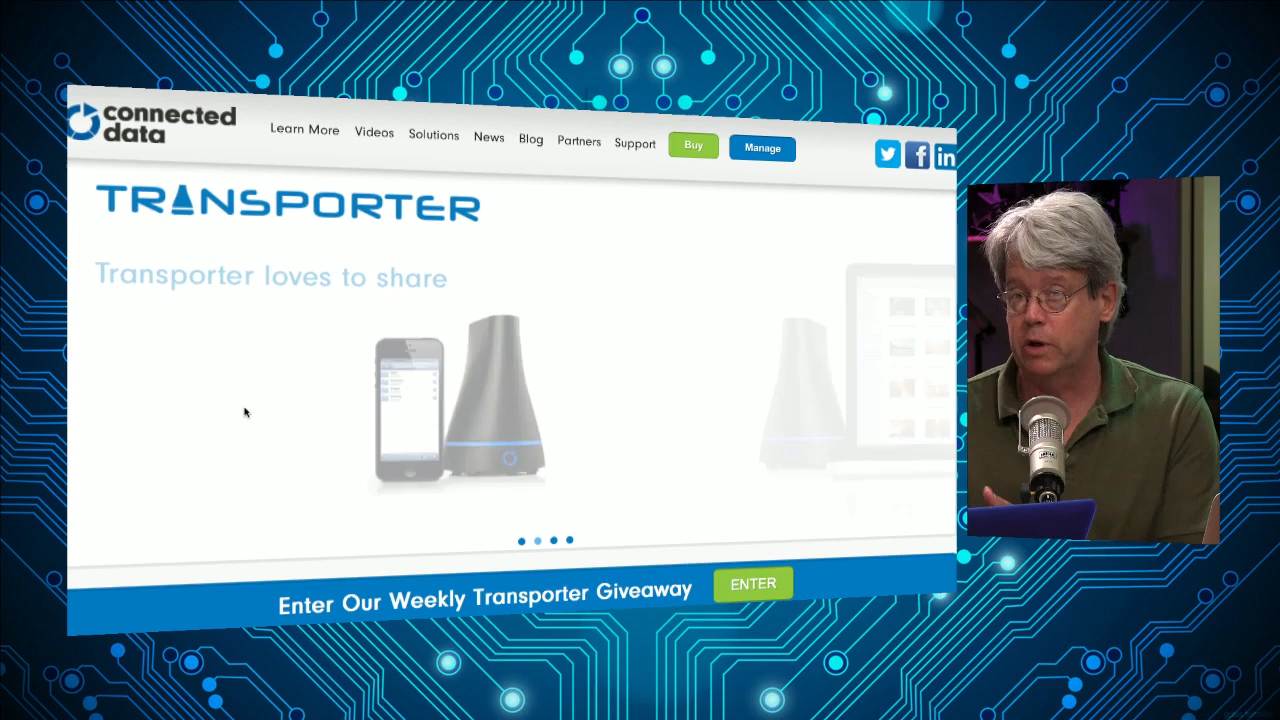 connected
data
Learn More Videos Solutions News Blog Partners Support Buy Manage
TRANSPORTER
Transporter loves to share
Enter Our Weekly Transporter Giveaway ENTER